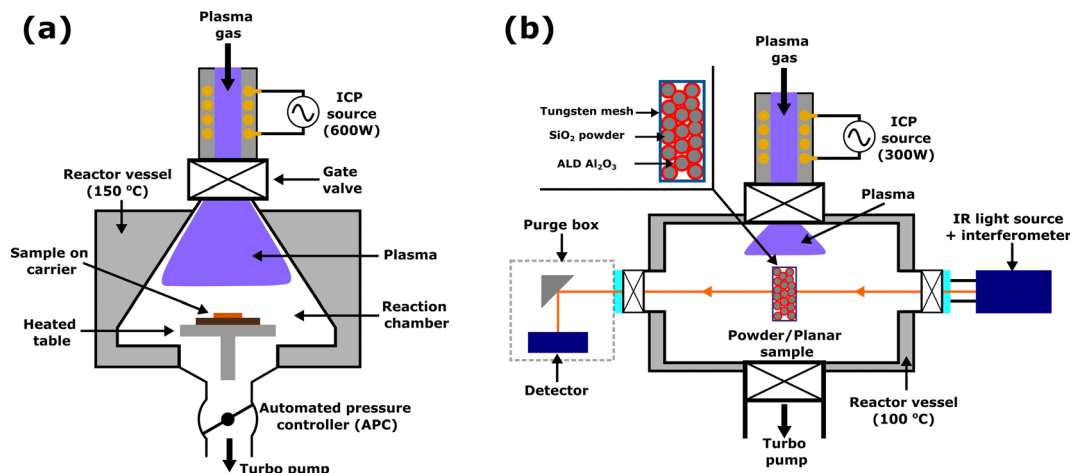 (a)
Plasma
gas
ICP
source
(600W)
Gate
valve
Reactor vessel
(150 °C)
Sample on
carrier
Plasma
Heated
table
Reaction
chamber
Automated pressure
controller (APC)
Turbo pump
(b)
Plasma
gas
Tungsten mesh
SiO2 powder
ALD Al2O3
ICP
source
(300W)
Plasma
IR light source
+ interferometer
Purge box
Powder/Planar
sample
Detector
Reactor vessel
(100 °C)
Turbo
pump